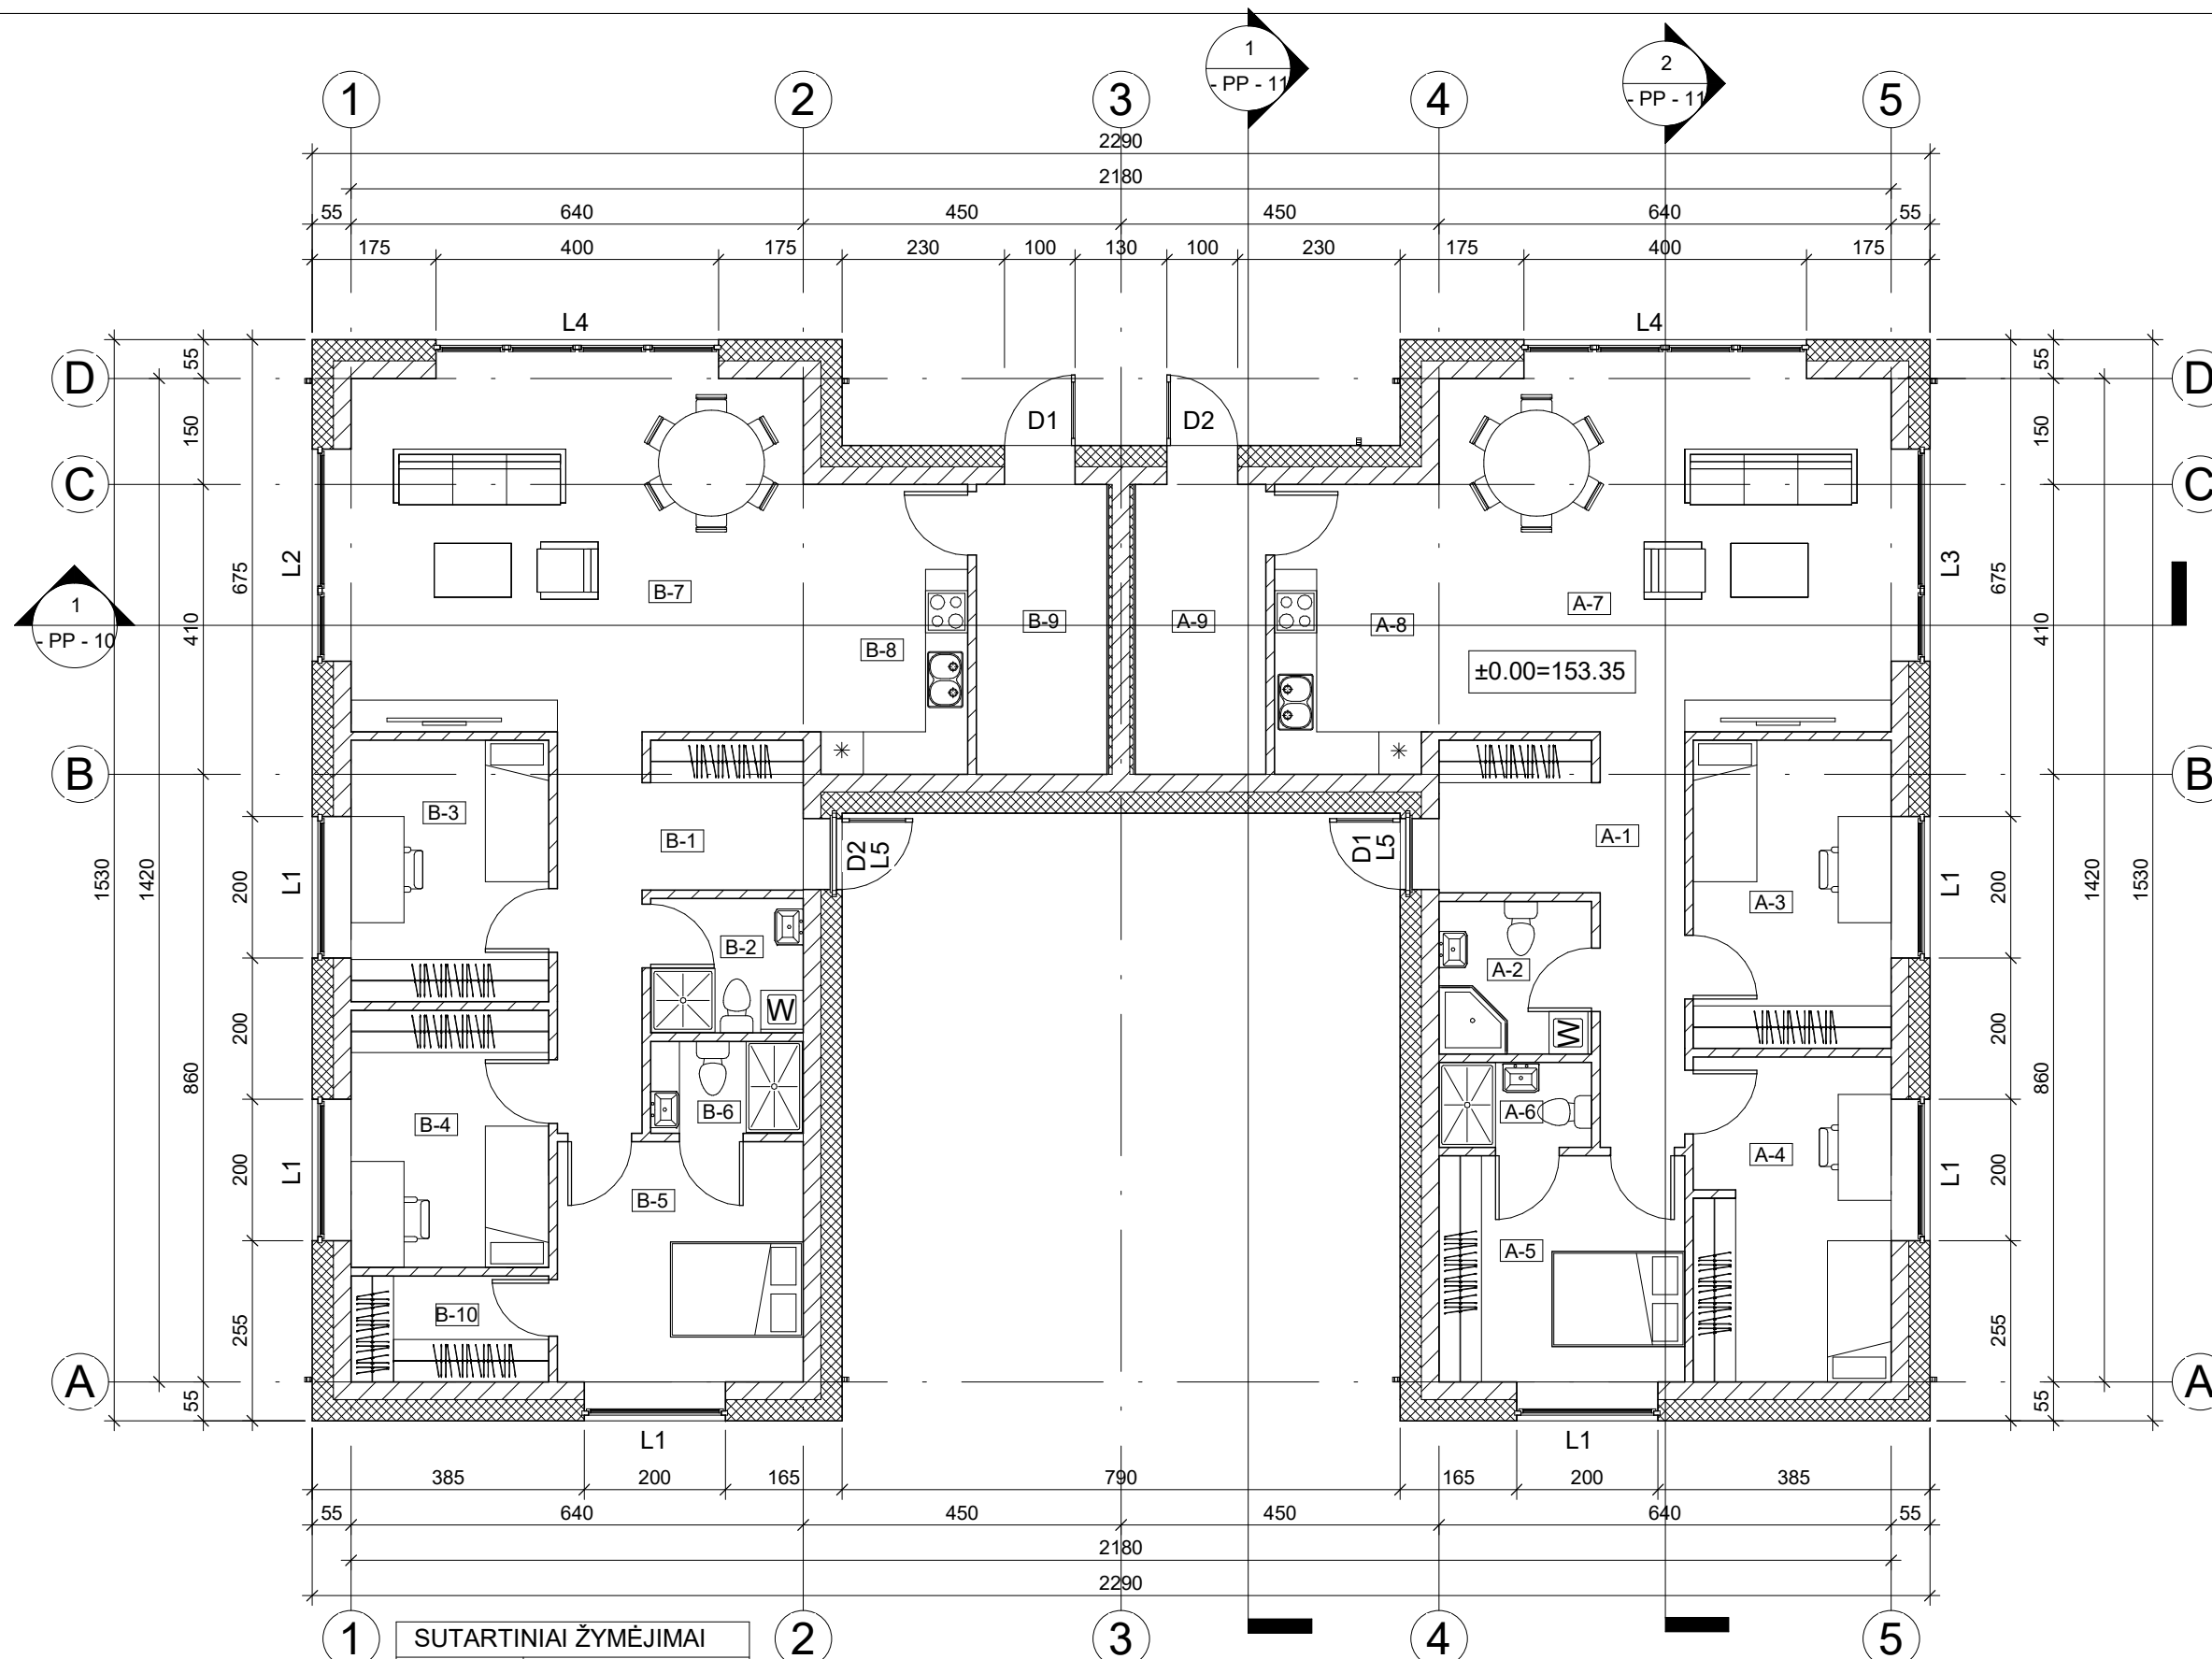 1
- PP - 11
2
- PP - 11
1 2 3 4 5
2290
2180
55 640 450 450 640 55
175 400 175 230 100 130 100 230 175 400 175
L4 L4
D D
55 55
D1 D2
150 150
C C
L2 L3
675 675
1
- PP - 10
410 410
B-7 A-7
B-9 A-9 A-8
B-8
±0.00=153.35
B B
B-3
B-1 A-1
D2 L5
D1 L5
1530 1420 200 L1
L1 200 1420 1530
A-3
B-2
A-2
W
W
200 200
860 860
B-6 A-6
B-4
A-4
200 L1
L1 200
B-5
A-5
B-10
255 255
A A
55 55
L1 L1
385 200 165 790 165 200 385
55 640 450 450 640 55
2180
2290
1 2 3 4 5
SUTARTINIAI ŽYMĖJIMAI